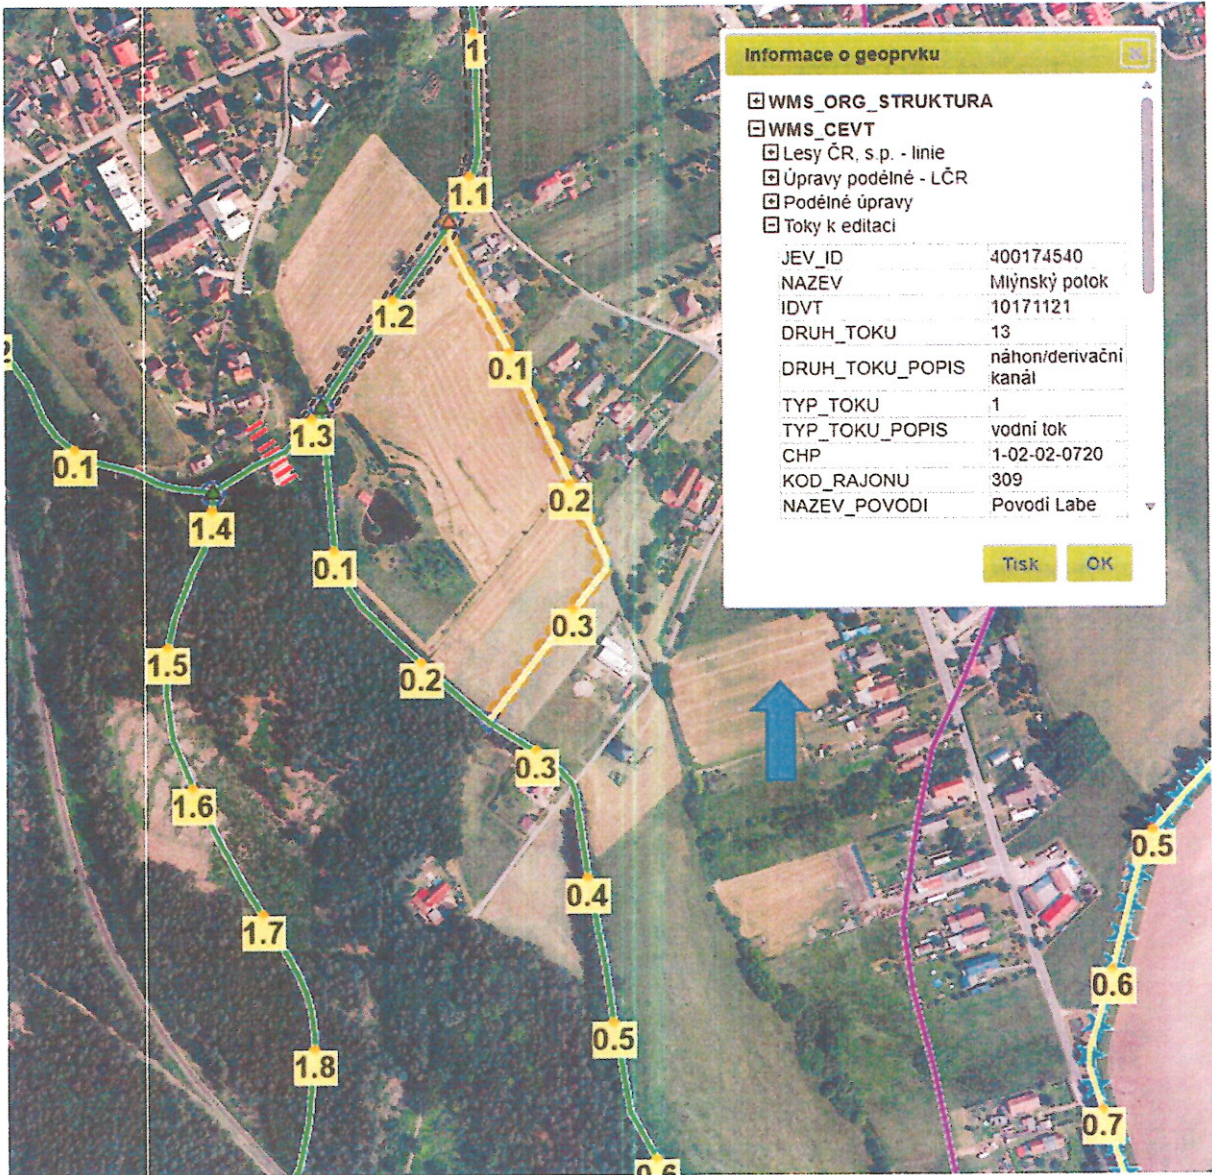 Informace o geoprvku
WMS_ORG_STRUKTURA
WMS_CEVT
Lesy ČR, s.p. - linie
Úpravy podélné - LČR
Podélné úpravy
Toky k editaci
JEV_ID 400174540
NAZEV Mlýnský potok
IDVT 10171121
DRUH_TOKU 13
DRUH_TOKU_POPIS náhon/derivační
kanál
TYP_TOKU 1
TYP_TOKU_POPIS vodní tok
CHP 1-02-02-0720
KOD_RAJONU 309
NAZEV_POVODI Povodí Labe
Tisk OK
1
1.1
1.2
0.1
1.3
0.1
0.2
1.4
0.1
0.3
1.5
0.2
0.3
1.6
0.5
0.4
1.7
0.6
0.5
1.8
0.7
0.6
2